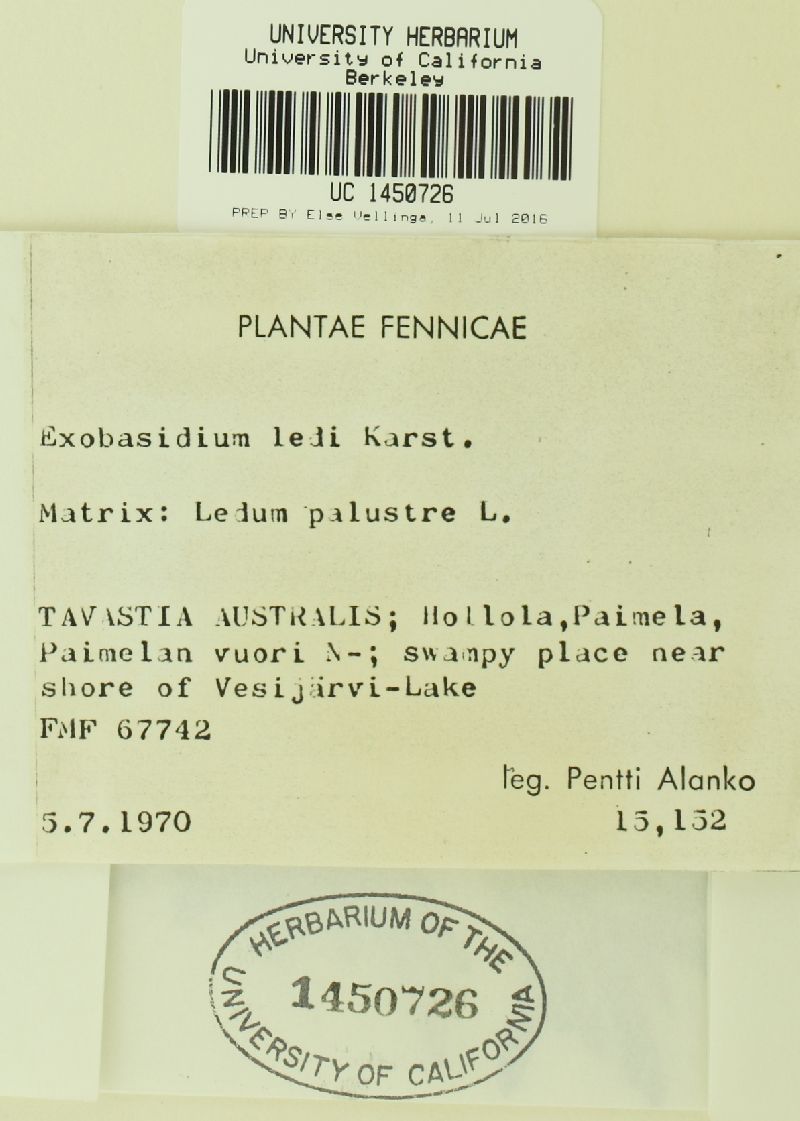 UNIVERSITY HERBARIUM
University of California
Berkeley
UC 1450726
PREP BY Else Vellinga, 11 Jul 2016
PLANTAE FENNICAE
Exobasidium ledi Karst.
Matrix: Ledum palustre L.
TAVASTIA AUSTRALIS; Hollola,Paimela,
Paimelan vuori N-; swampy place near
shore of Vesijärvi-Lake
FMF 67742
leg. Pentti Alanko
5.7.1970 15,152
HERBARIUM OF THE
1450726
UNIVERSITY OF CALIFORNIA